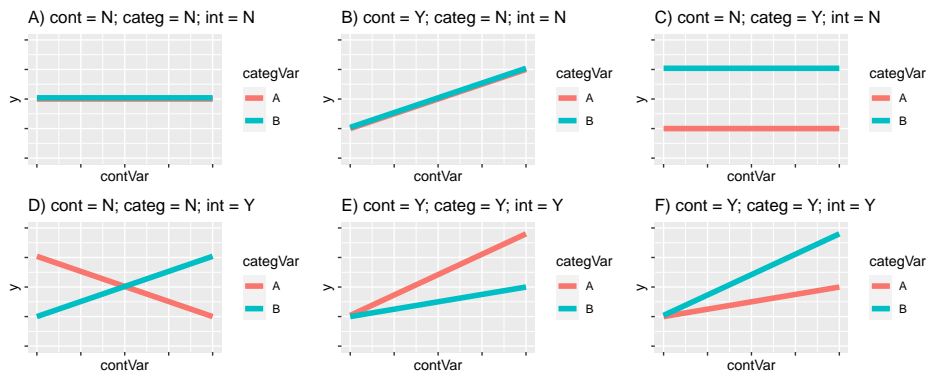 A) cont = N; categ = N; int = N
y
contVar
categVar
A
B
B) cont = Y; categ = N; int = N
y
contVar
categVar
A
B
C) cont = N; categ = Y; int = N
y
contVar
categVar
A
B
D) cont = N; categ = N; int = Y
y
contVar
categVar
A
B
E) cont = Y; categ = Y; int = Y
y
contVar
categVar
A
B
F) cont = Y; categ = Y; int = Y
y
contVar
categVar
A
B